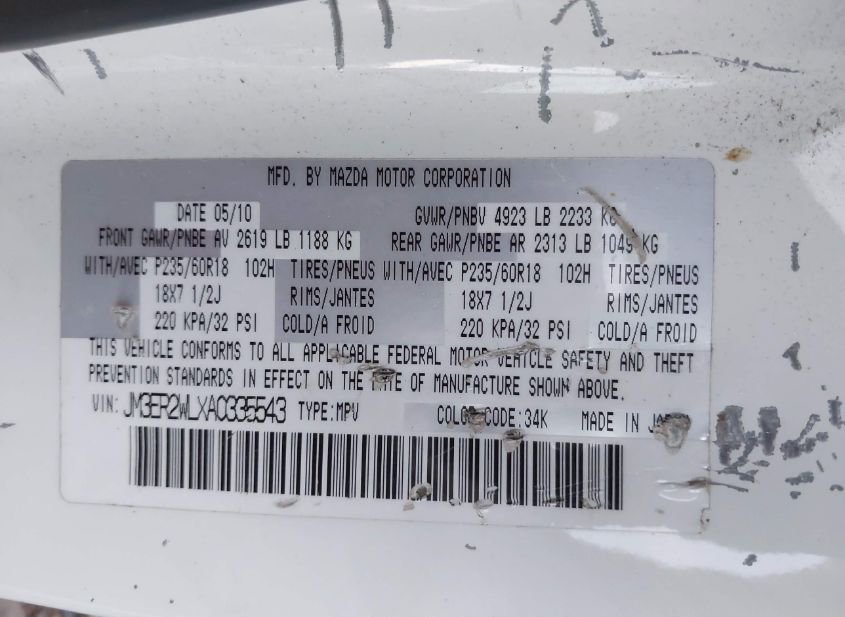 MFD. BY MAZDA MOTOR CORPORATION
DATE 05/10 GVWR/PNBV 4923 LB 2233 KG
FRONT GAWR/PNBE AV 2619 LB 1188 KG REAR GAWR/PNBE AR 2313 LB 1049 KG
WITH/AVEC P235/60R18 102H TIRES/PNEUS WITH/AVEC P235/60R18 102H TIRES/PNEUS
18X7 1/2J RIMS/JANTES 18X7 1/2J RIMS/JANTES
220 KPA/32 PSI COLD/A FROID 220 KPA/32 PSI COLD/A FROID
THIS VEHICLE CONFORMS TO ALL APPLICABLE FEDERAL MOTOR VEHICLE SAFETY AND THEFT
PREVENTION STANDARDS IN EFFECT ON THE DATE OF MANUFACTURE SHOWN ABOVE.
VIN: JM3ER2WLXA0335543 TYPE:MPV COLOR CODE:34K MADE IN JAPAN